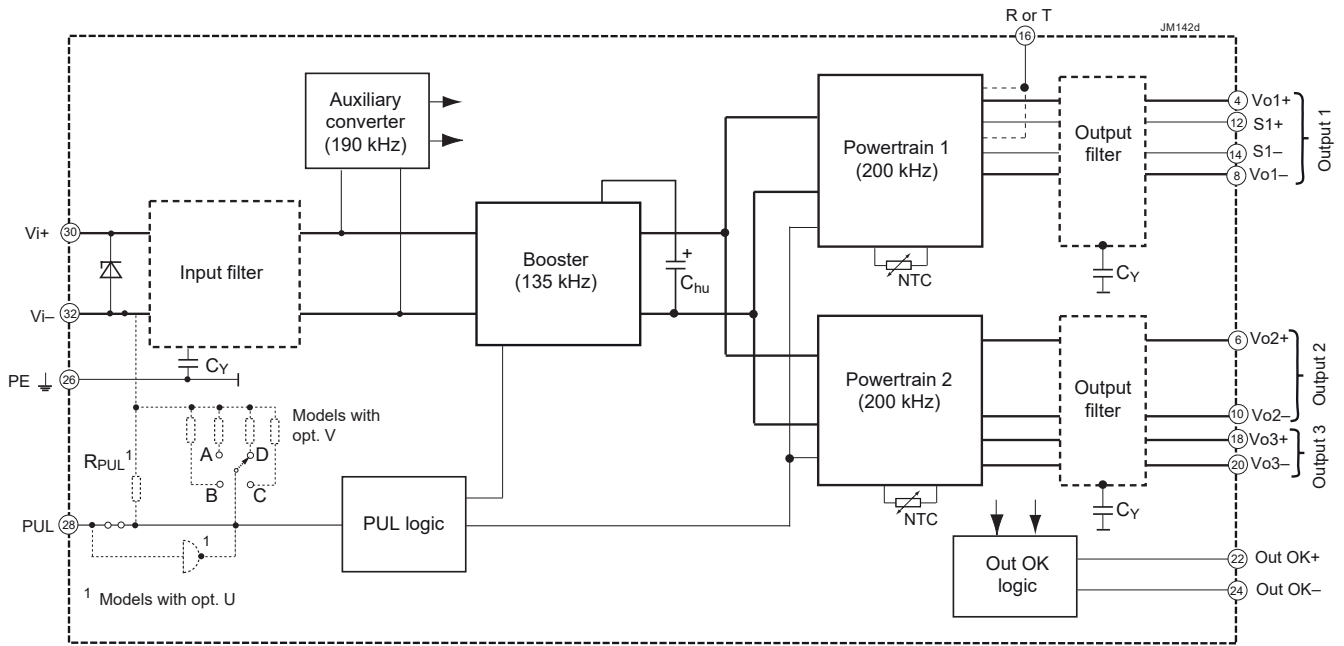 R or T
16
JM142d
Auxiliary
converter
(190 kHz)
Powertrain 1
(200 kHz)
Output
filter
4 Vo1+
12 S1+
14 S1–
8 Vo1–
Output 1
NTC
CY
Vi+ 30
Input filter
Booster
(135 kHz)
+
Chu
Vi– 32
CY
PE 26
Powertrain 2
(200 kHz)
Output
filter
6 Vo2+
10 Vo2–
Output 2
18 Vo3+
20 Vo3–
Output 3
NTC
CY
Models with
opt. V
RPUL1
A
D
B
C
PUL 28
PUL logic
1
1 Models with opt. U
Out OK
logic
22 Out OK+
24 Out OK–